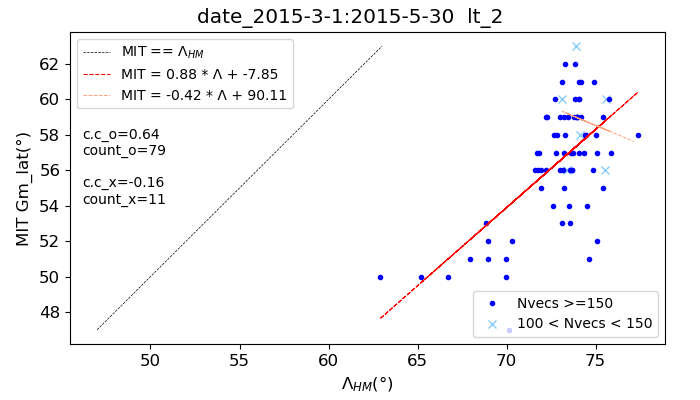 date_2015-3-1:2015-5-30 lt_2
MIT == Λ_HM
MIT = 0.88 * Λ + -7.85
MIT = -0.42 * Λ + 90.11
c.c_o=0.64
count_o=79
c.c_x=-0.16
count_x=11
MIT Gm_lat(°)
62
60
58
56
54
52
50
48
Nvecs >=150
100 < Nvecs < 150
50 55 60 65 70 75
Λ_HM(°)